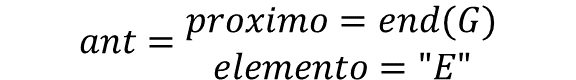 ant = proximo = end(G)
elemento = "E"